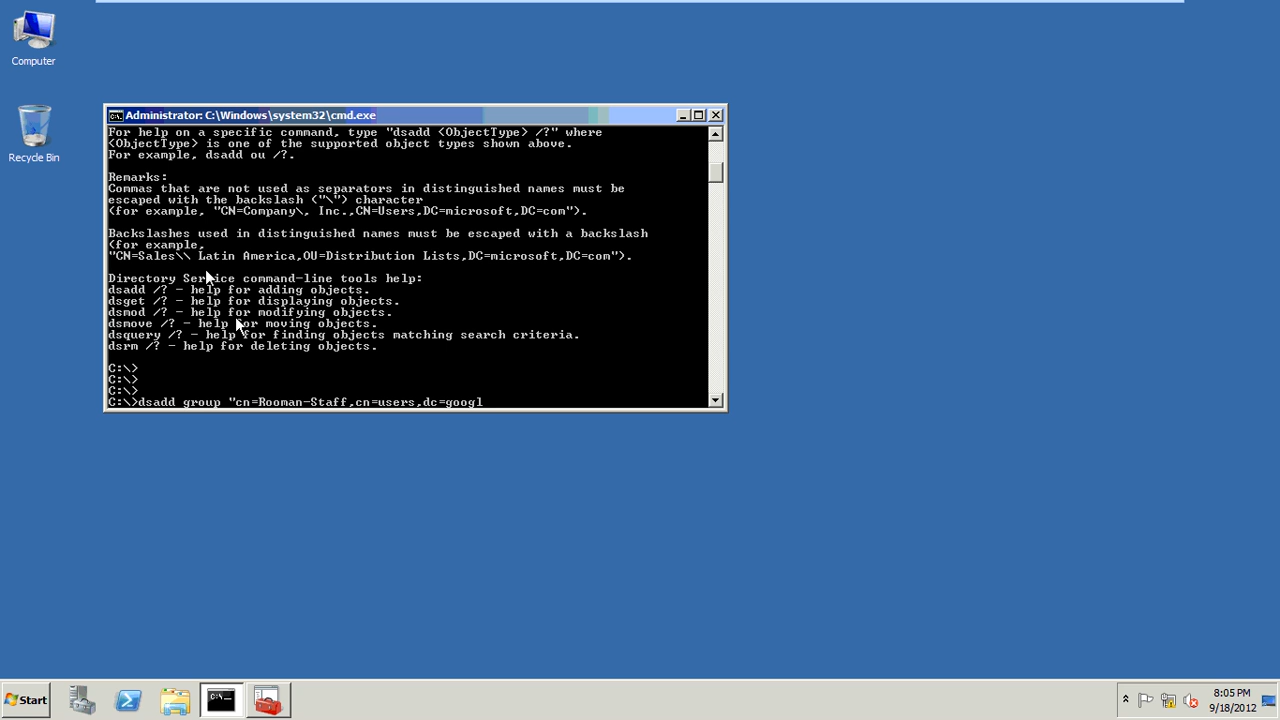 Computer
Recycle Bin
Administrator: C:\Windows\system32\cmd.exe
For help on a specific command, type "dsadd <ObjectType> /?" where
<ObjectType> is one of the supported object types shown above.
For example, dsadd ou /?.
Remarks:
Commas that are not used as separators in distinguished names must be
escaped with the backslash ("\") character
(for example, "CN=Company\, Inc.,CN=Users,DC=microsoft,DC=com").
Backslashes used in distinguished names must be escaped with a backslash
(for example,
"CN=Sales\\ Latin America,OU=Distribution Lists,DC=microsoft,DC=com").
Directory Service command-line tools help:
dsadd /? - help for adding objects.
dsget /? - help for displaying objects.
dsmod /? - help for modifying objects.
dsmove /? - help for moving objects.
dsquery /? - help for finding objects matching search criteria.
dsrm /? - help for deleting objects.
C:\>
C:\>
C:\>
C:\>dsadd group "cn=Rooman-Staff,cn=users,dc=googl
Start
8:05 PM
9/18/2012